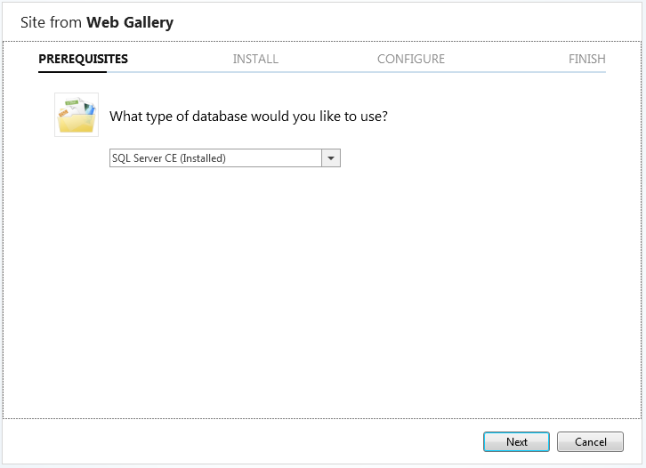 Site from Web Gallery
PREREQUISITES INSTALL CONFIGURE FINISH
What type of database would you like to use?
SQL Server CE (Installed)
Next Cancel